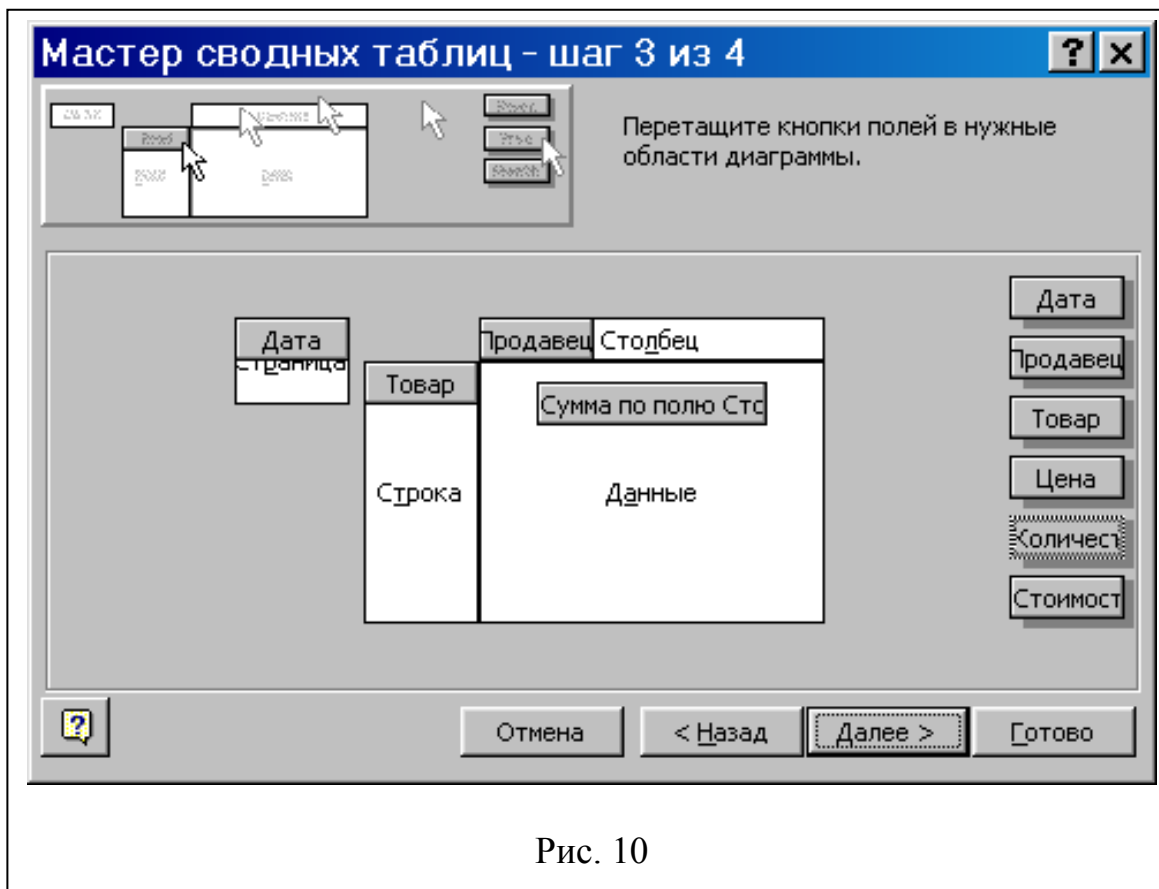 Мастер сводных таблиц - шаг 3 из 4
Перетащите кнопки полей в нужные
области диаграммы.
Дата
Страница
Продавец Столбец
Товар
Сумма по полю Сто
Строка
Данные
Дата
Продавец
Товар
Цена
Количест
Стоимост
Отмена
< Назад
Далее >
Готово
Рис. 10